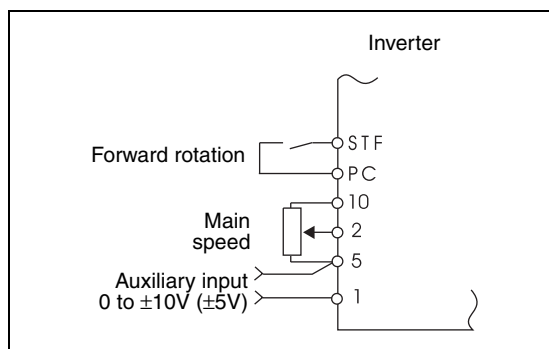 Inverter
STF
Forward rotation
PC
10
Main
speed
2
5
Auxiliary input
0 to ±10V (±5V)
1